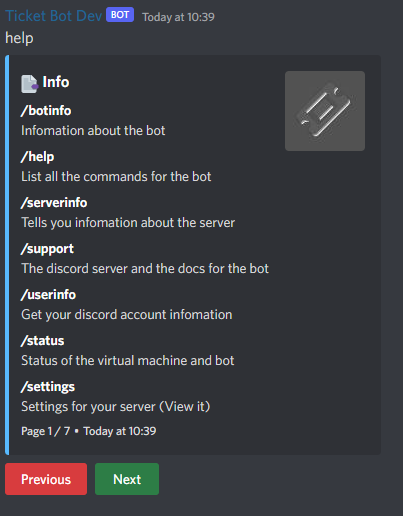 Ticket Bot Dev BOT Today at 10:39
help
Info
/botinfo
Infomation about the bot
/help
List all the commands for the bot
/serverinfo
Tells you infomation about the server
/support
The discord server and the docs for the bot
/userinfo
Get your discord account infomation
/status
Status of the virtual machine and bot
/settings
Settings for your server (View it)
Page 1 / 7 • Today at 10:39
Previous Next